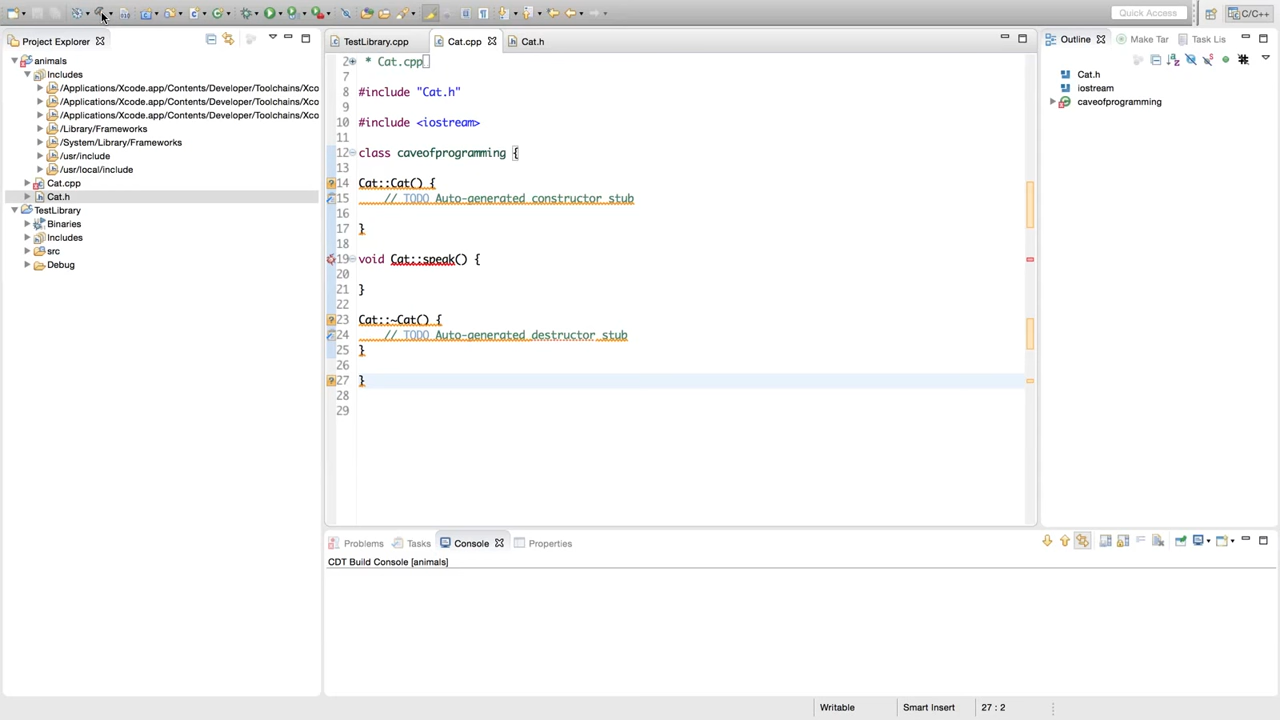 Quick Access
C/C++
Project Explorer
animals
Includes
/Applications/Xcode.app/Contents/Developer/Toolchains/Xco
/Applications/Xcode.app/Contents/Developer/Toolchains/Xco
/Applications/Xcode.app/Contents/Developer/Toolchains/Xco
/Library/Frameworks
/System/Library/Frameworks
/usr/include
/usr/local/include
Cat.cpp
Cat.h
TestLibrary
Binaries
Includes
src
Debug
TestLibrary.cpp
Cat.cpp
Cat.h
2 * Cat.cpp
7
8 #include "Cat.h"
9
10 #include <iostream>
11
12 class caveofprogramming {
13
14 Cat::Cat() {
15 // TODO Auto-generated constructor stub
16
17 }
18
19 void Cat::speak() {
20
21 }
22
23 Cat::~Cat() {
24 // TODO Auto-generated destructor stub
25 }
26
27 }
28
29
Outline
Make Tar
Task Lis
Cat.h
iostream
caveofprogramming
Problems
Tasks
Console
Properties
CDT Build Console [animals]
Writable
Smart Insert
27 : 2